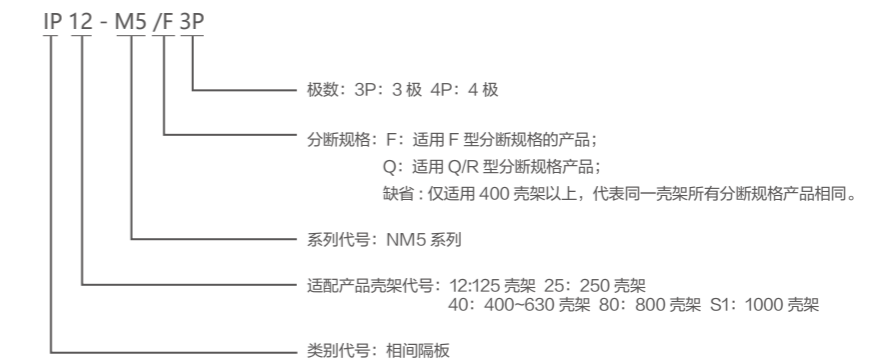 IP 12 - M5 /F 3P
极数：3P：3 极 4P：4 极
分断规格：F：适用 F 型分断规格的产品；
Q：适用 Q/R 型分断规格产品；
缺省 : 仅适用 400 壳架以上，代表同一壳架所有分断规格产品相同。
系列代号：NM5 系列
适配产品壳架代号：12:125 壳架 25：250 壳架
40：400~630 壳架 80：800 壳架 S1：1000 壳架
类别代号：相间隔板